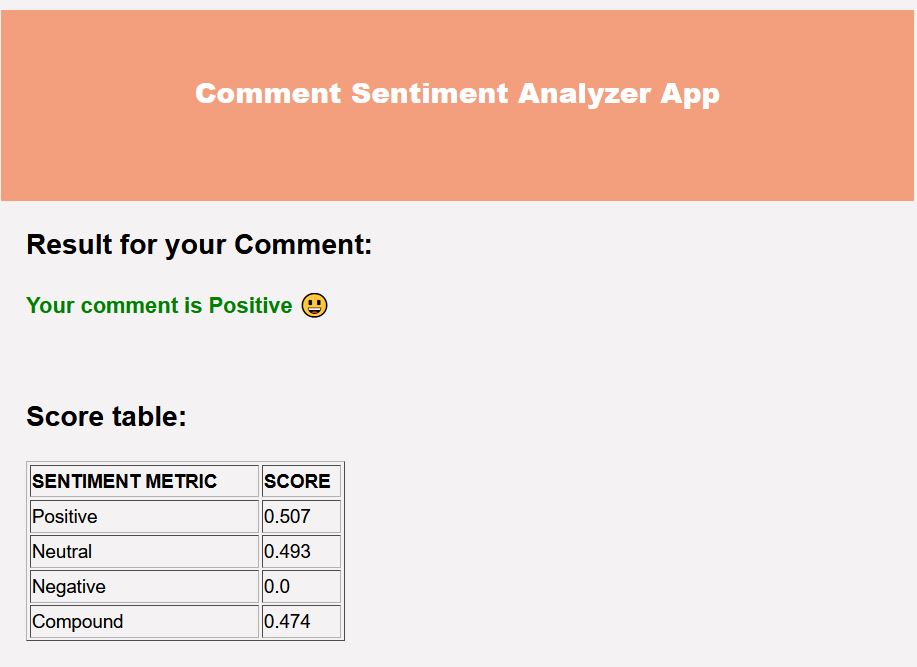 Comment Sentiment Analyzer App
Result for your Comment:
Your comment is Positive 😃
Score table:
SENTIMENT METRIC SCORE
Positive 0.507
Neutral 0.493
Negative 0.0
Compound 0.474